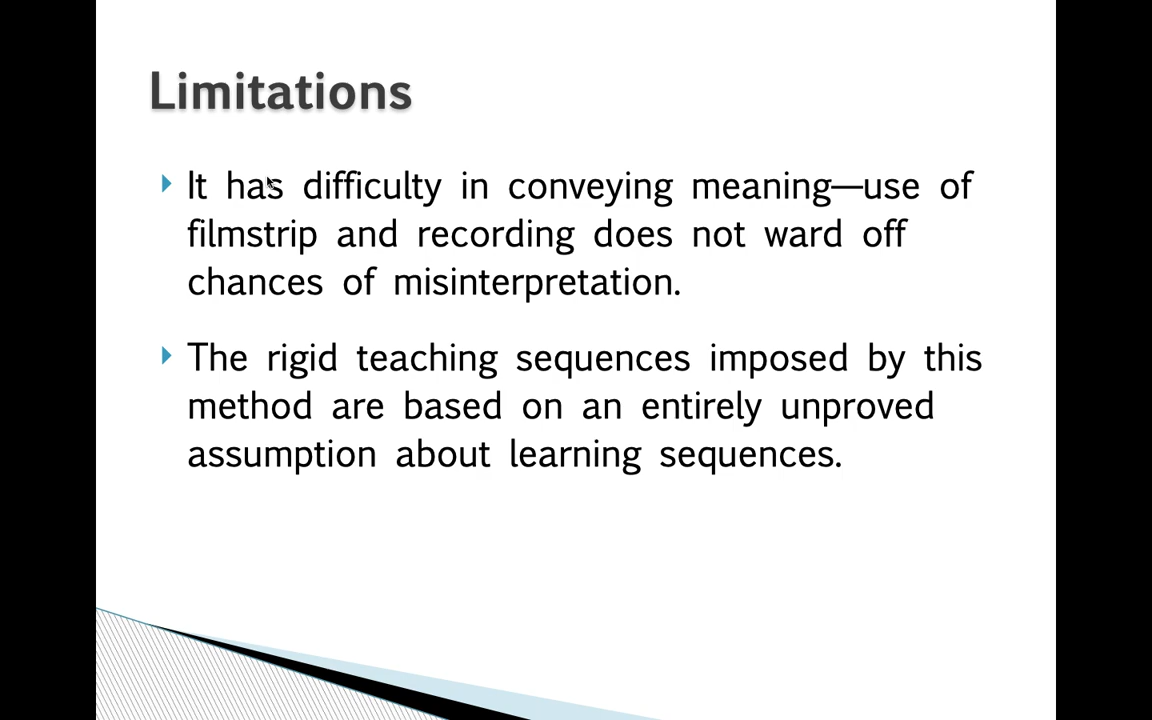 Limitations
It has difficulty in conveying meaning—use of
filmstrip and recording does not ward off
chances of misinterpretation.
The rigid teaching sequences imposed by this
method are based on an entirely unproved
assumption about learning sequences.